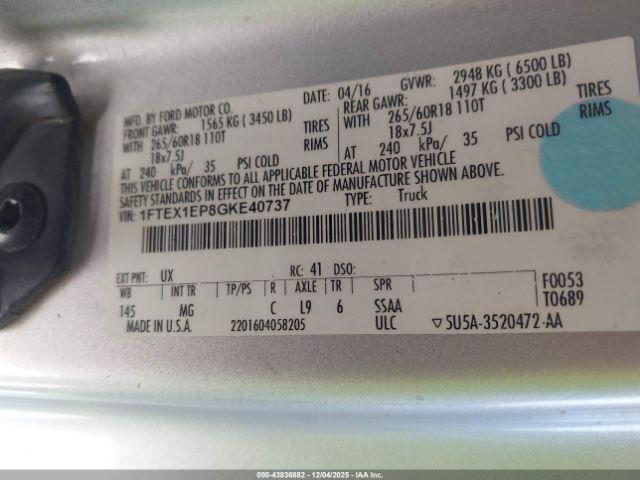 MFD. BY FORD MOTOR CO.
DATE: 04/16 GVWR: 2948 KG ( 6500 LB)
FRONT GAWR: 1565 KG ( 3450 LB) REAR GAWR: 1497 KG ( 3300 LB)
WITH 265/60R18 110T TIRES WITH 265/60R18 110T TIRES
18x7.5J RIMS 18x7.5J RIMS
AT 240 kPa/ 35 PSI COLD AT 240 kPa/ 35 PSI COLD
THIS VEHICLE CONFORMS TO ALL APPLICABLE FEDERAL MOTOR VEHICLE
SAFETY STANDARDS IN EFFECT ON THE DATE OF MANUFACTURE SHOWN ABOVE.
VIN: 1FTEX1EP8GKE40737 TYPE: Truck
EXT PNT: UX RC: 41 DSO: F0053
WB INT TR TP/PS R AXLE TR SPR T0689
145 MG C L9 6 SSAA
MADE IN U.S.A. 2201604058205 ULC ▽5U5A-3520472-AA
000-43836882 - 12/04/2025 - IAAI, Inc.